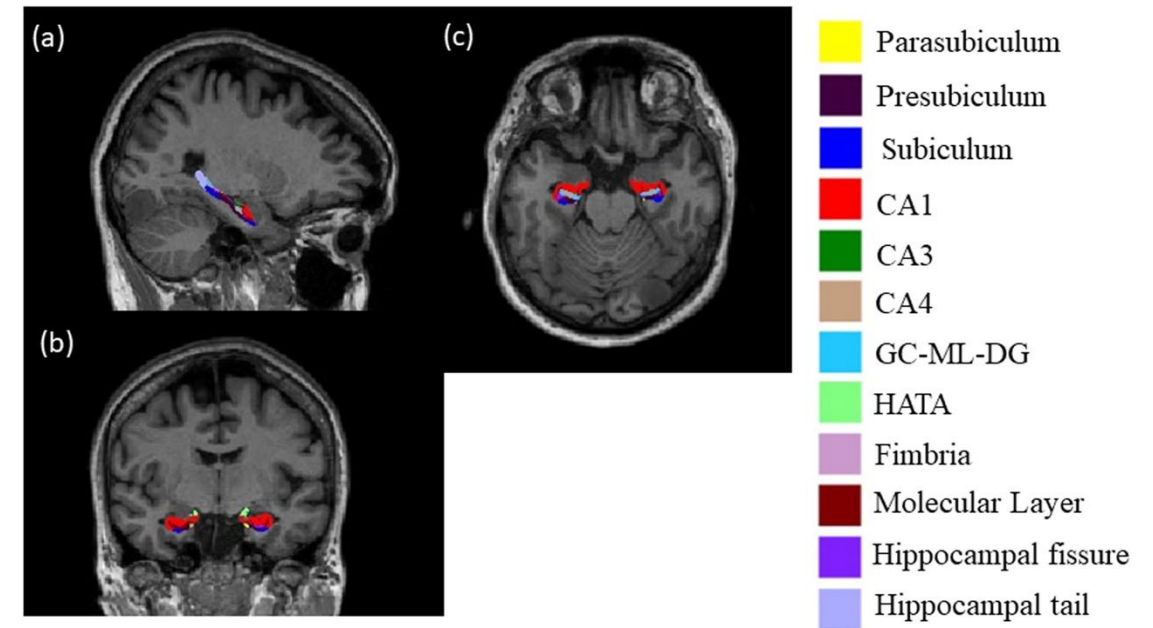 (a)
(c)
(b)
Parasubiculum
Presubiculum
Subiculum
CA1
CA3
CA4
GC-ML-DG
HATA
Fimbria
Molecular Layer
Hippocampal fissure
Hippocampal tail